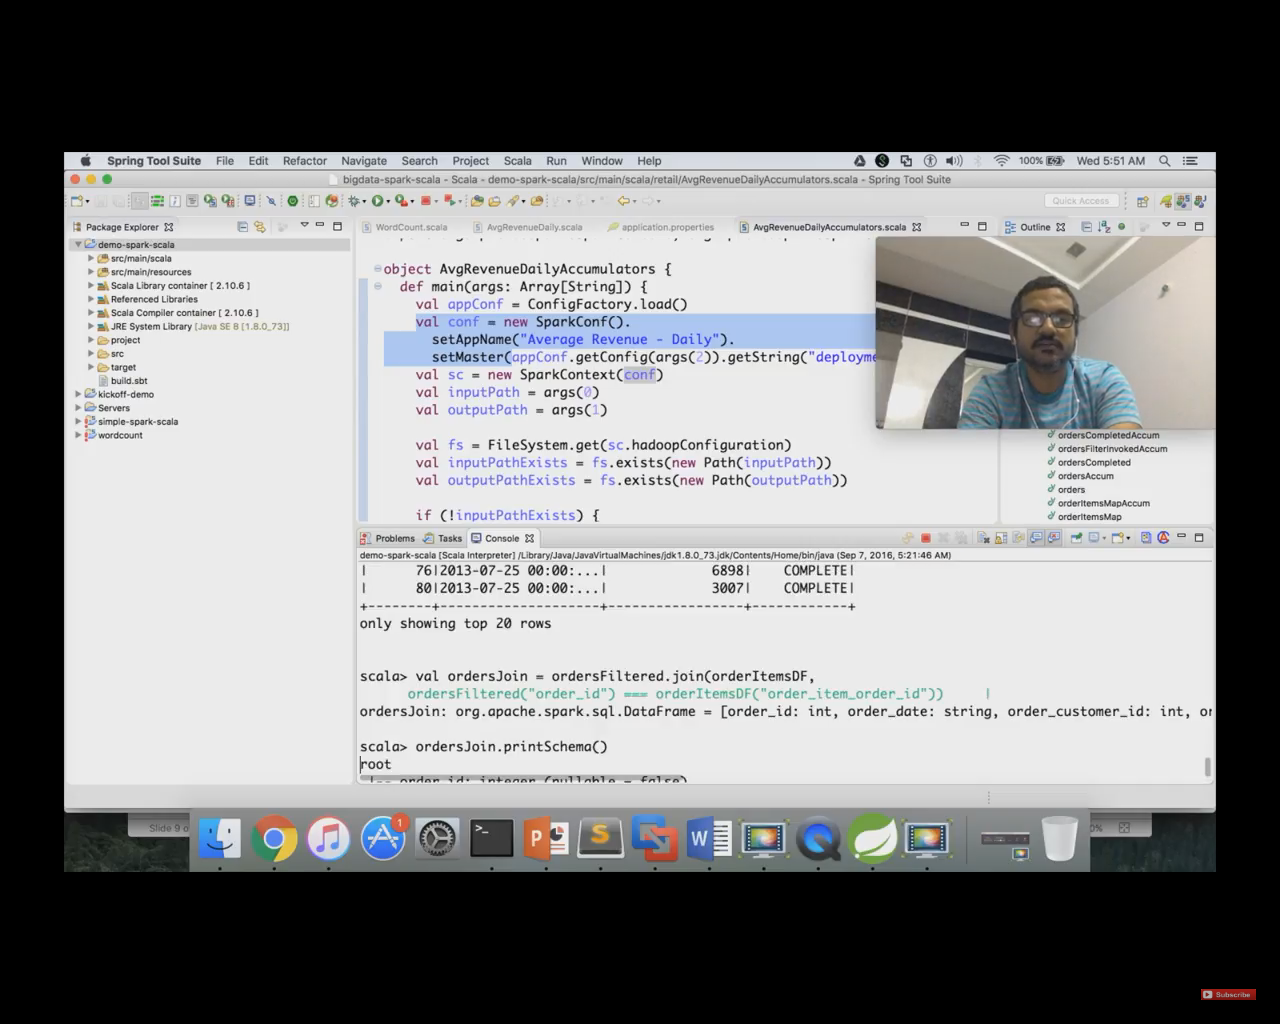 Spring Tool Suite File Edit Refactor Navigate Search Project Scala Run Window Help 100% Wed 5:51 AM
bigdata-spark-scala - Scala - demo-spark-scala/src/main/scala/retail/AvgRevenueDailyAccumulators.scala - Spring Tool Suite
Quick Access
Package Explorer
demo-spark-scala
src/main/scala
src/main/resources
Scala Library container [ 2.10.6 ]
Referenced Libraries
Scala Compiler container [ 2.10.6 ]
JRE System Library [Java SE 8 [1.8.0_73]]
project
src
target
build.sbt
kickoff-demo
Servers
simple-spark-scala
wordcount
WordCount.scala AvgRevenueDaily.scala application.properties AvgRevenueDailyAccumulators.scala
object AvgRevenueDailyAccumulators {
def main(args: Array[String]) {
val appConf = ConfigFactory.load()
val conf = new SparkConf().
setAppName("Average Revenue - Daily").
setMaster(appConf.getConfig(args(2)).getString("deployme
val sc = new SparkContext(conf)
val inputPath = args(0)
val outputPath = args(1)
val fs = FileSystem.get(sc.hadoopConfiguration)
val inputPathExists = fs.exists(new Path(inputPath))
val outputPathExists = fs.exists(new Path(outputPath))
if (!inputPathExists) {
Outline
ordersCompletedAccum
ordersFilterInvokedAccum
ordersCompleted
ordersAccum
orders
orderItemsMapAccum
orderItemsMap
Problems Tasks Console
demo-spark-scala [Scala Interpreter] /Library/Java/JavaVirtualMachines/jdk1.8.0_73.jdk/Contents/Home/bin/java (Sep 7, 2016, 5:21:46 AM)
| 76|2013-07-25 00:00:...| 6898| COMPLETE|
| 80|2013-07-25 00:00:...| 3007| COMPLETE|
+--------+--------------------+-----------------+------------+
only showing top 20 rows
scala> val ordersJoin = ordersFiltered.join(orderItemsDF,
ordersFiltered("order_id") === orderItemsDF("order_item_order_id")) |
ordersJoin: org.apache.spark.sql.DataFrame = [order_id: int, order_date: string, order_customer_id: int, or
scala> ordersJoin.printSchema()
root
|-- order_id: integer (nullable = false)
Slide 9 o
0%
1
Subscribe